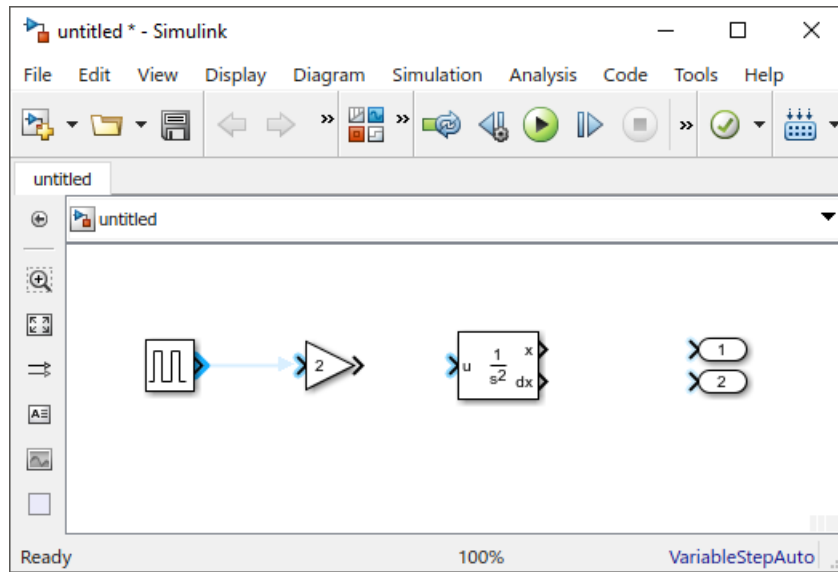 untitled * - Simulink
File Edit View Display Diagram Simulation Analysis Code Tools Help
untitled
untitled
2
u 1 s2 x dx
1
2
Ready 100% VariableStepAuto